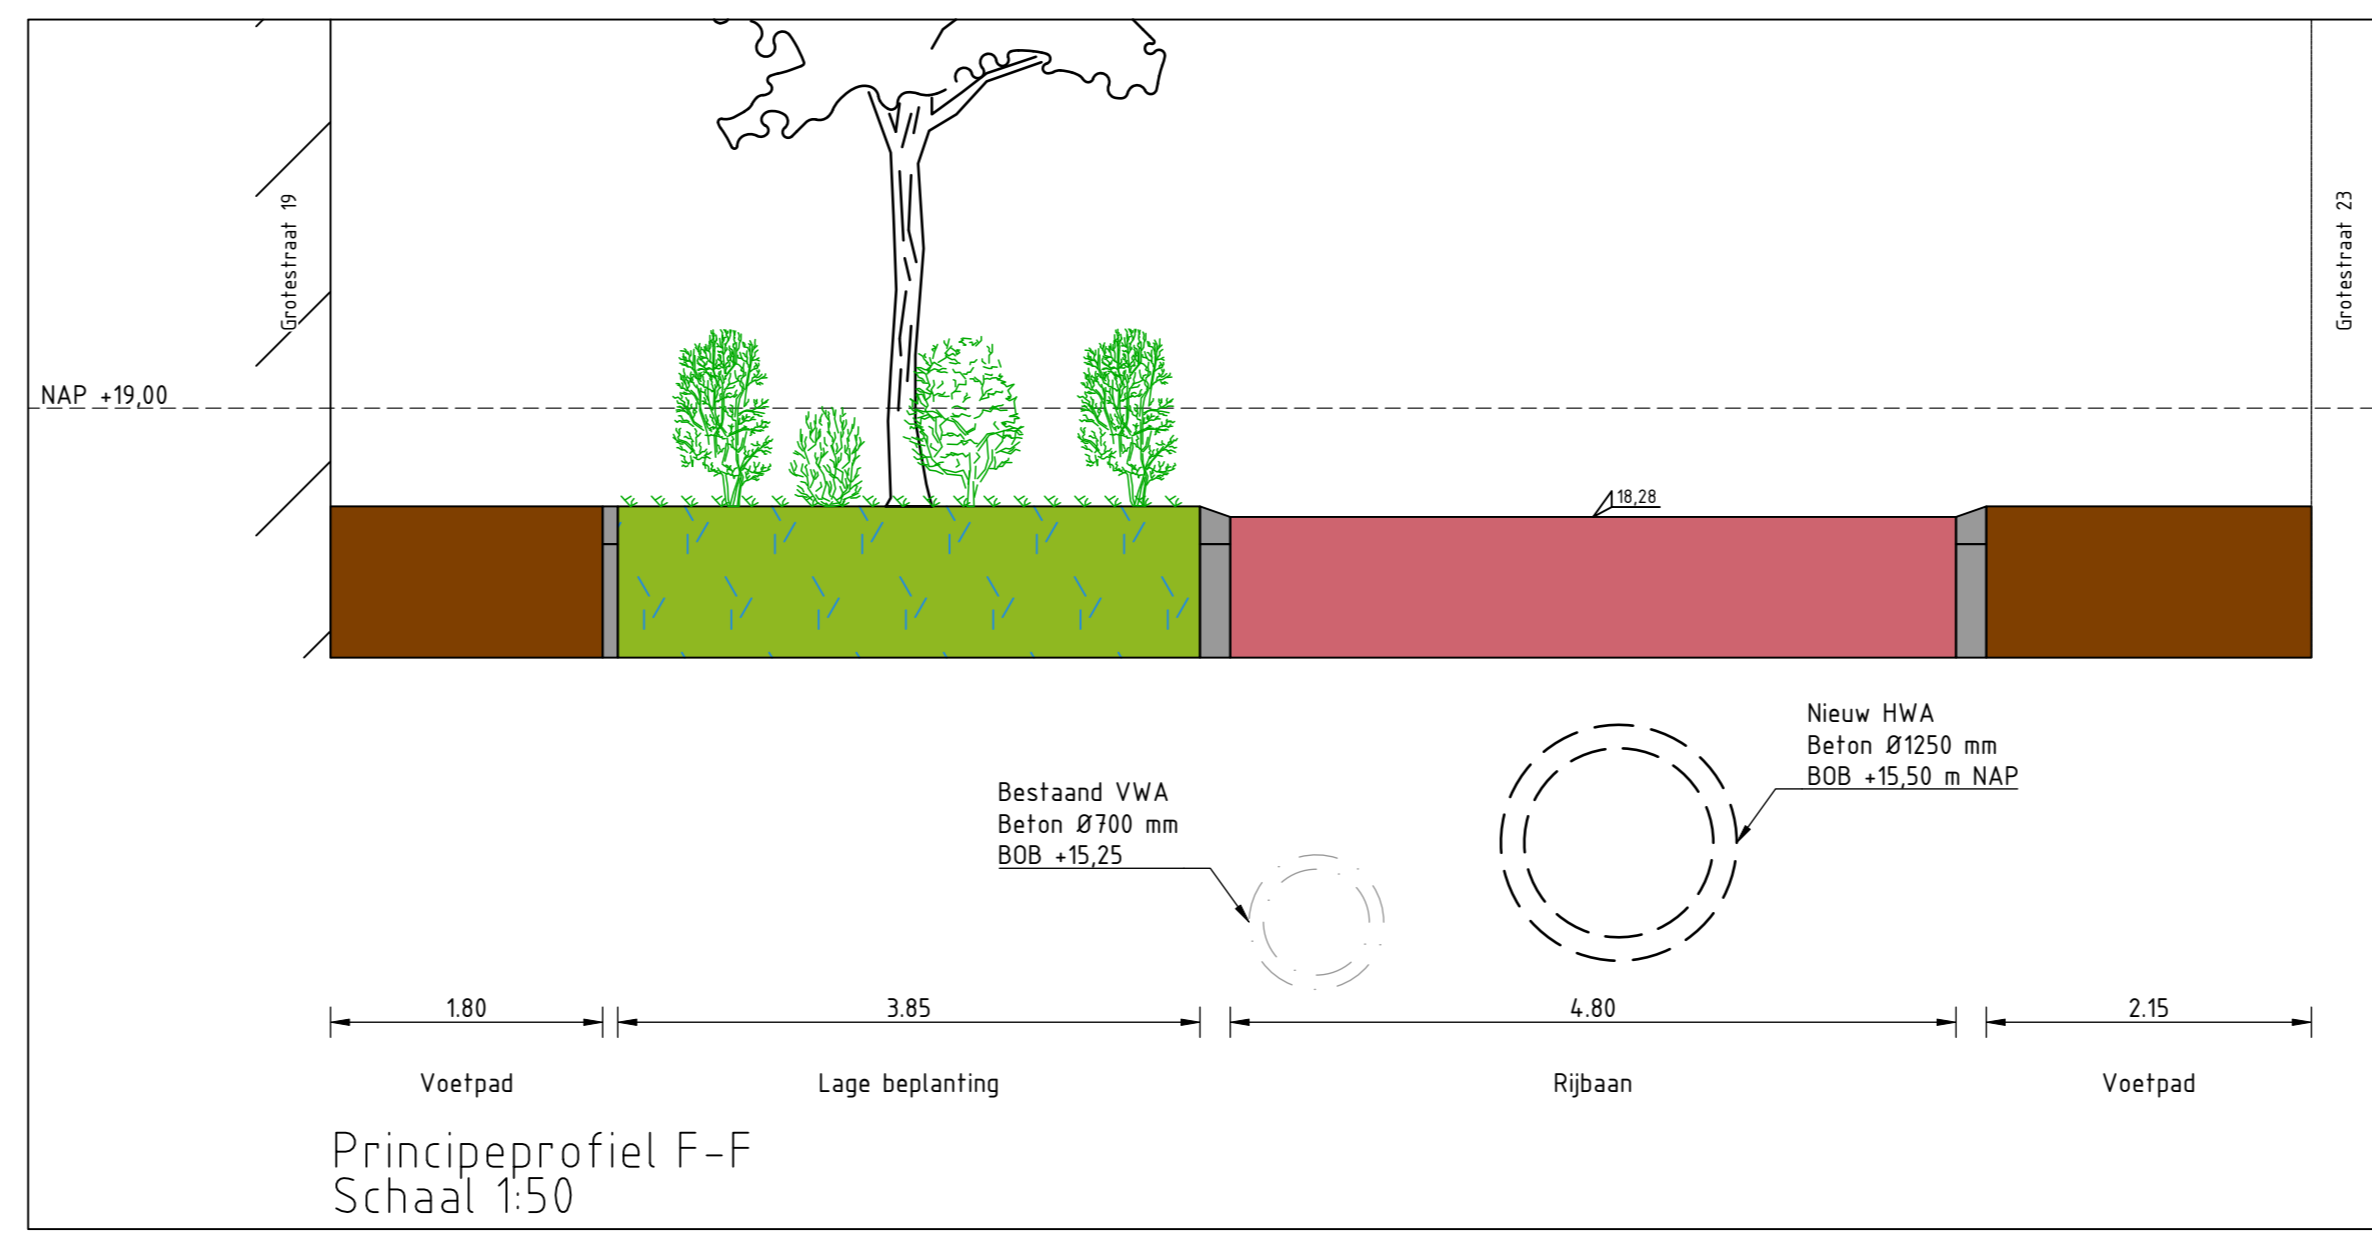 Grotestraat 19
Grotestraat 23
NAP +19,00
18,28
Nieuw HWA
Beton Ø1250 mm
BOB +15,50 m NAP
Bestaand VWA
Beton Ø700 mm
BOB +15,25
1.80
3.85
4.80
2.15
Voetpad
Lage beplanting
Rijbaan
Voetpad
Principeprofiel F-F
Schaal 1:50